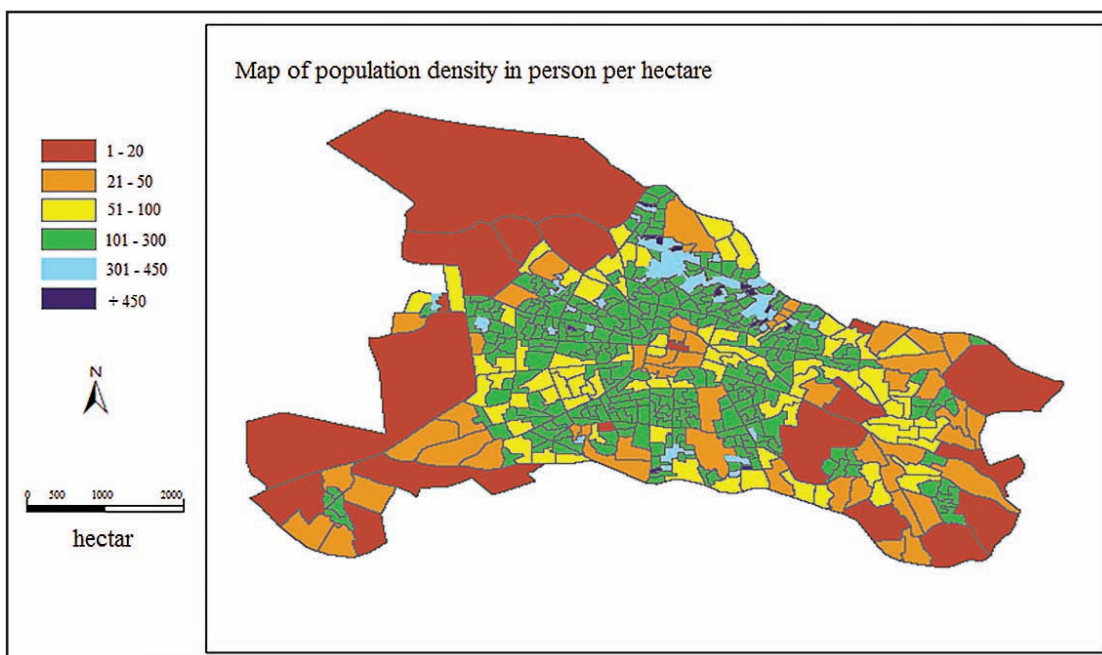 Map of population density in person per hectare
1 - 20
21 - 50
51 - 100
101 - 300
301 - 450
+ 450
N
0 500 1000 2000
hectar